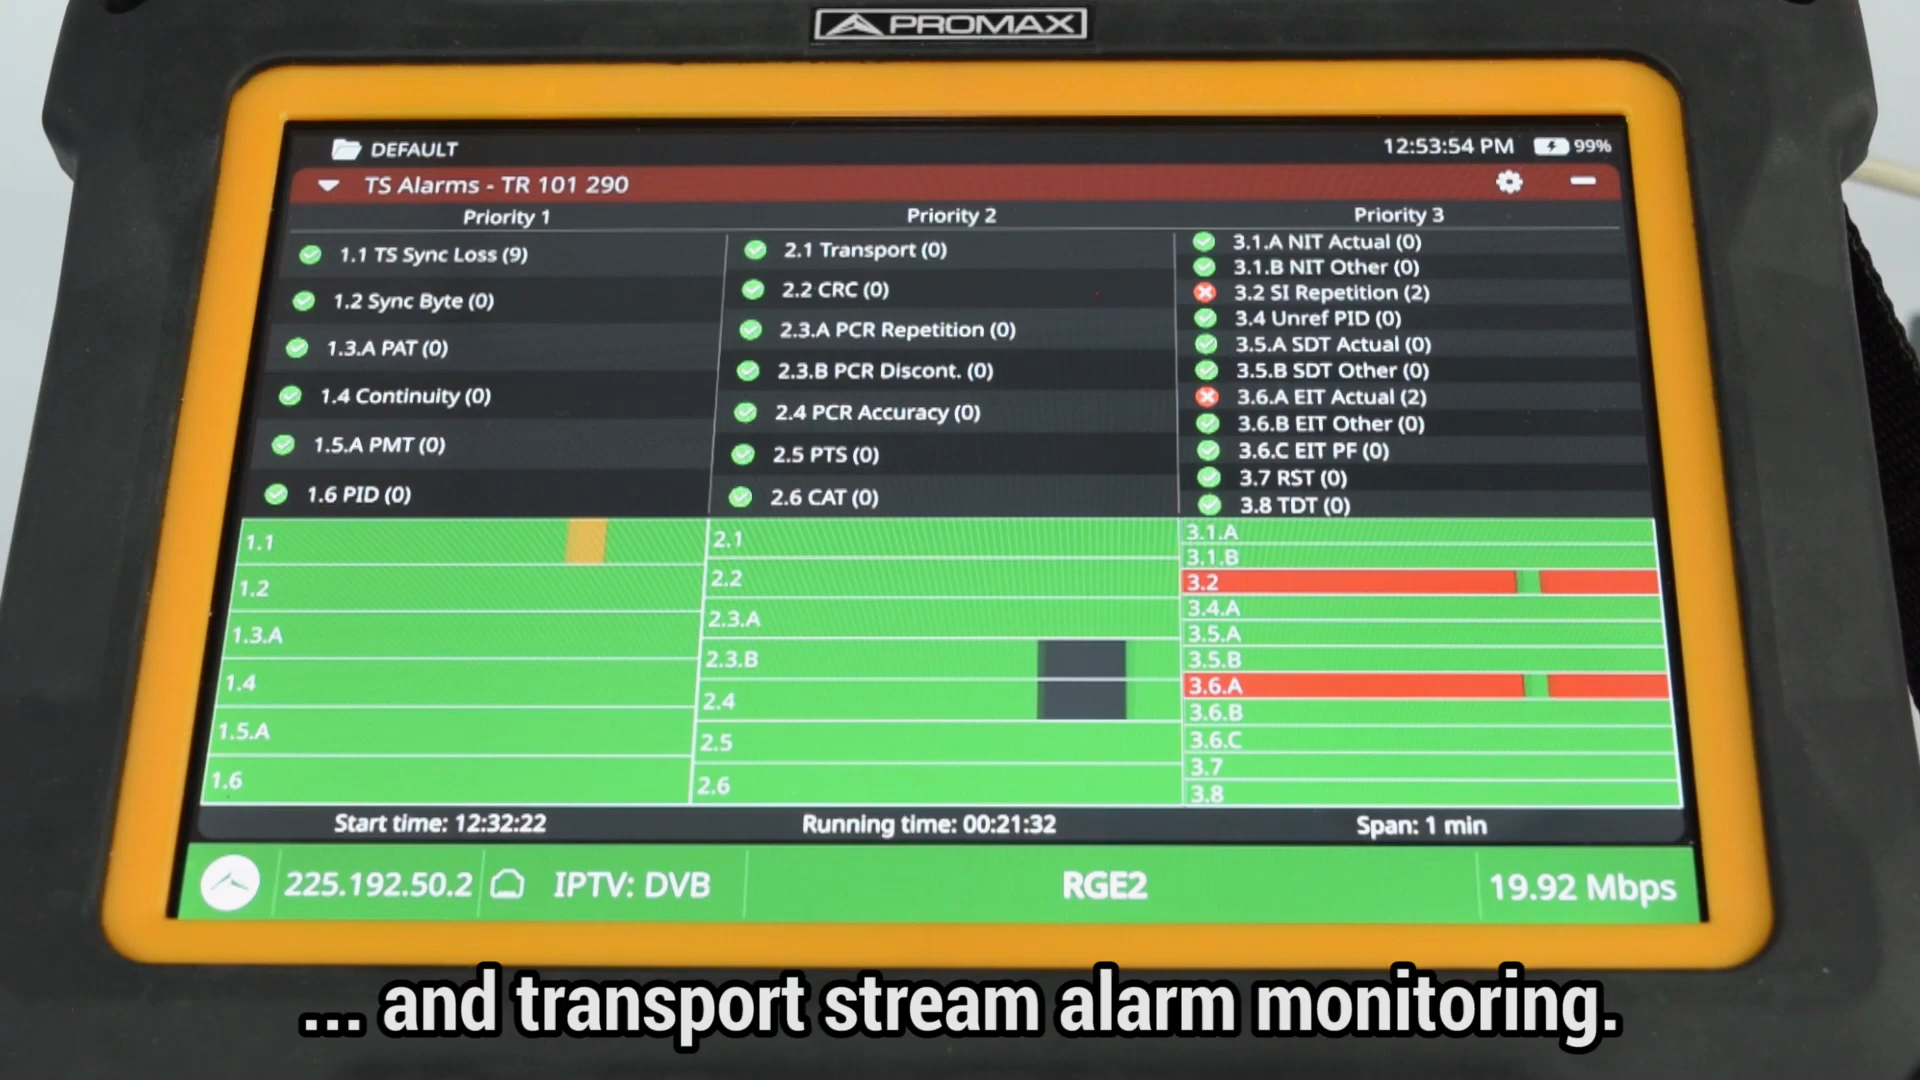 PROMAX
DEFAULT
12:53:54 PM 99%
TS Alarms - TR 101 290
Priority 1
1.1 TS Sync Loss (9)
1.2 Sync Byte (0)
1.3.A PAT (0)
1.4 Continuity (0)
1.5.A PMT (0)
1.6 PID (0)
Priority 2
2.1 Transport (0)
2.2 CRC (0)
2.3.A PCR Repetition (0)
2.3.B PCR Discont. (0)
2.4 PCR Accuracy (0)
2.5 PTS (0)
2.6 CAT (0)
Priority 3
3.1.A NIT Actual (0)
3.1.B NIT Other (0)
3.2 SI Repetition (2)
3.4 Unref PID (0)
3.5.A SDT Actual (0)
3.5.B SDT Other (0)
3.6.A EIT Actual (2)
3.6.B EIT Other (0)
3.6.C EIT PF (0)
3.7 RST (0)
3.8 TDT (0)
1.1
1.2
1.3.A
1.4
1.5.A
1.6
2.1
2.2
2.3.A
2.3.B
2.4
2.5
2.6
3.1.A
3.1.B
3.2
3.4.A
3.5.A
3.5.B
3.6.A
3.6.B
3.6.C
3.7
3.8
Start time: 12:32:22
Running time: 00:21:32
Span: 1 min
225.192.50.2 IPTV: DVB RGE2 19.92 Mbps
... and transport stream alarm monitoring.